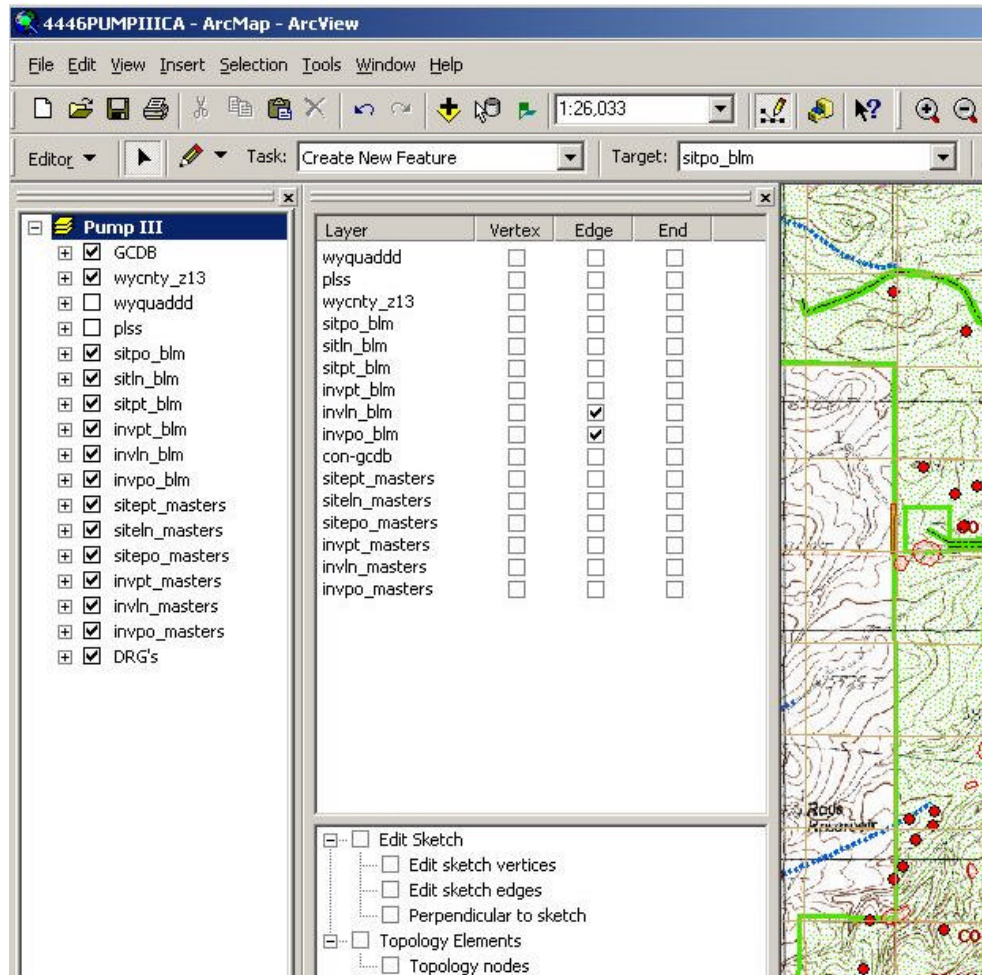 4446PUMPIIICA - ArcMap - ArcView
File Edit View Insert Selection Tools Window Help
1:26,033
Editor Task: Create New Feature Target: sitpo_blm
Pump III
GCDB
wycnty_z13
wyquaddd
plss
sitpo_blm
sitln_blm
sitpt_blm
invpt_blm
invln_blm
invpo_blm
sitept_masters
siteln_masters
sitepo_masters
invpt_masters
invln_masters
invpo_masters
DRG's
Layer Vertex Edge End
wyquaddd
plss
wycnty_z13
sitpo_blm
sitln_blm
sitpt_blm
invpt_blm
invln_blm
invpo_blm
con-gcdb
sitept_masters
siteln_masters
sitepo_masters
invpt_masters
invln_masters
invpo_masters
Edit Sketch
Edit sketch vertices
Edit sketch edges
Perpendicular to sketch
Topology Elements
Topology nodes
CO